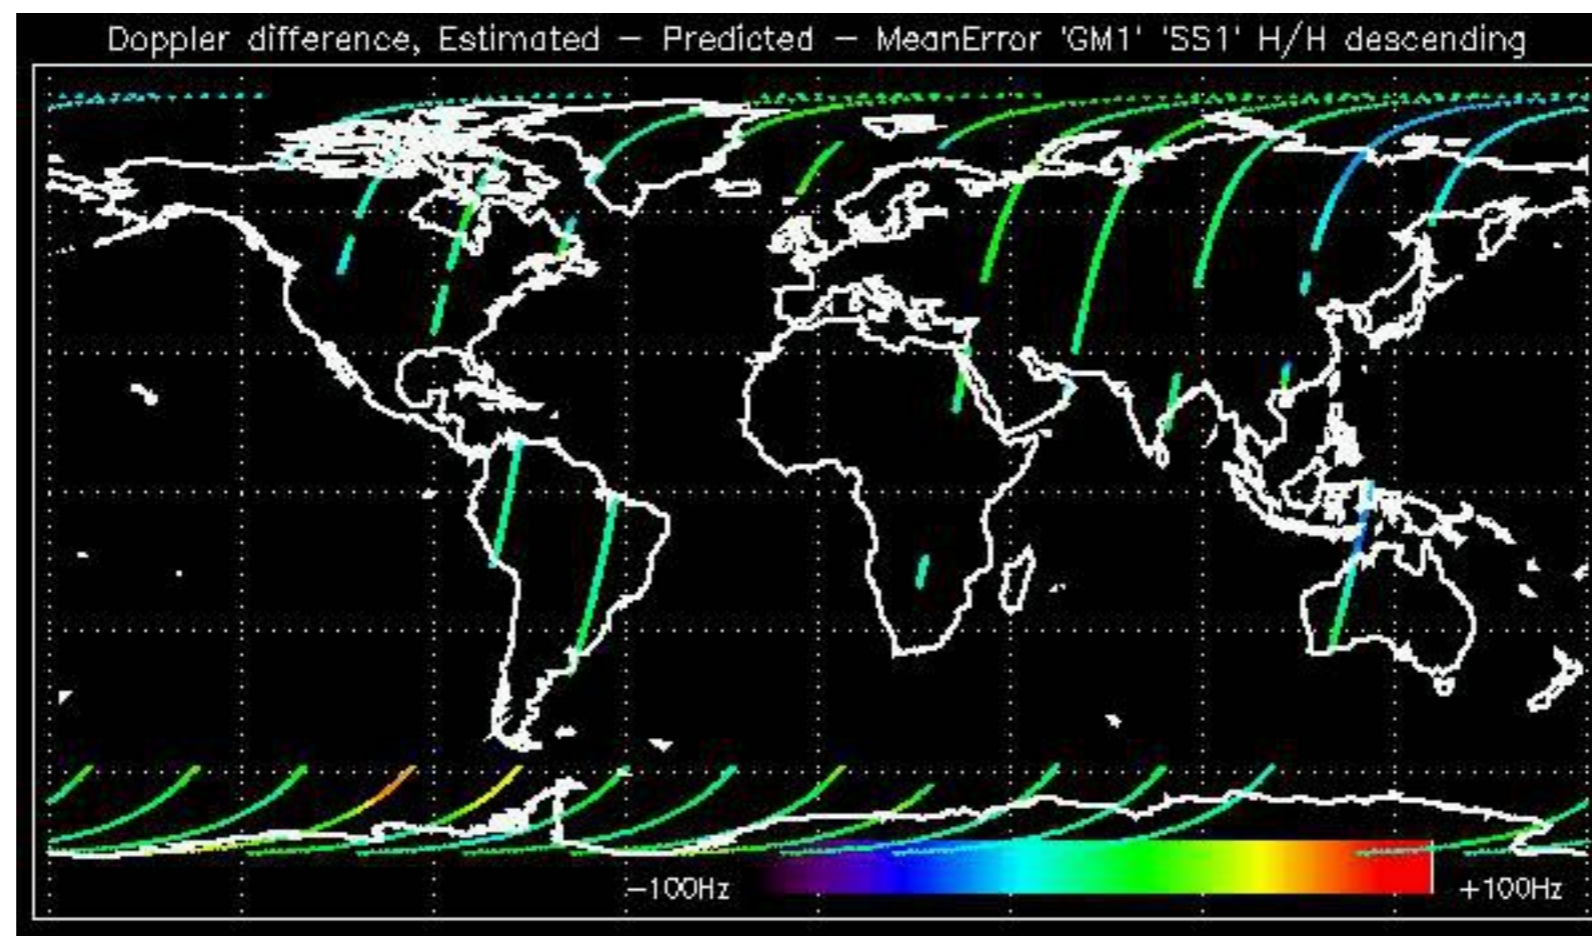 Doppler difference, Estimated − Predicted − MeanError 'GM1' 'SS1' H/H descending
−100Hz
+100Hz